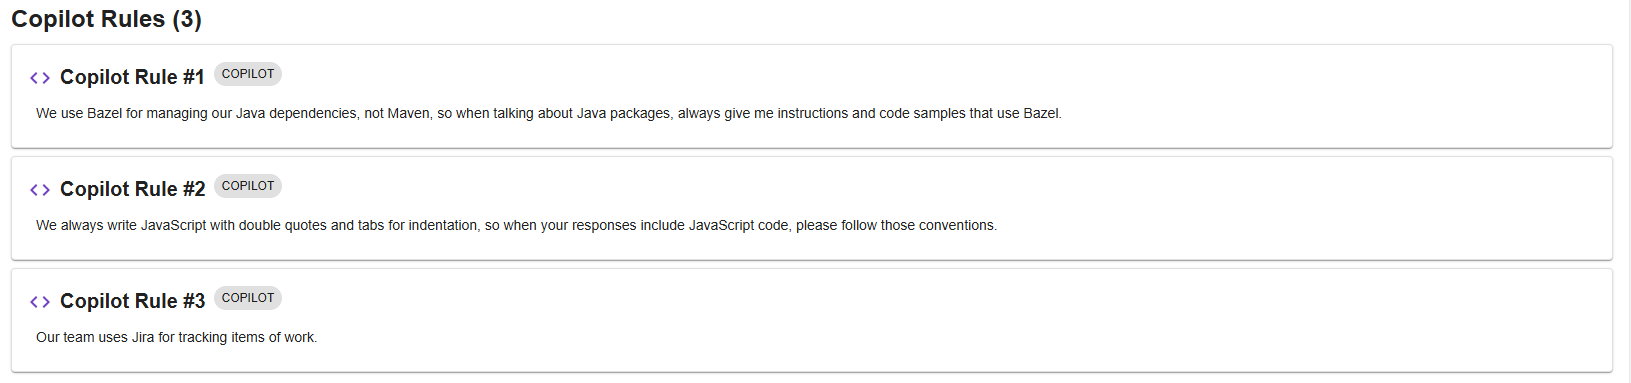 Copilot Rules (3)
Copilot Rule #1 COPILOT
We use Bazel for managing our Java dependencies, not Maven, so when talking about Java packages, always give me instructions and code samples that use Bazel.
Copilot Rule #2 COPILOT
We always write JavaScript with double quotes and tabs for indentation, so when your responses include JavaScript code, please follow those conventions.
Copilot Rule #3 COPILOT
Our team uses Jira for tracking items of work.